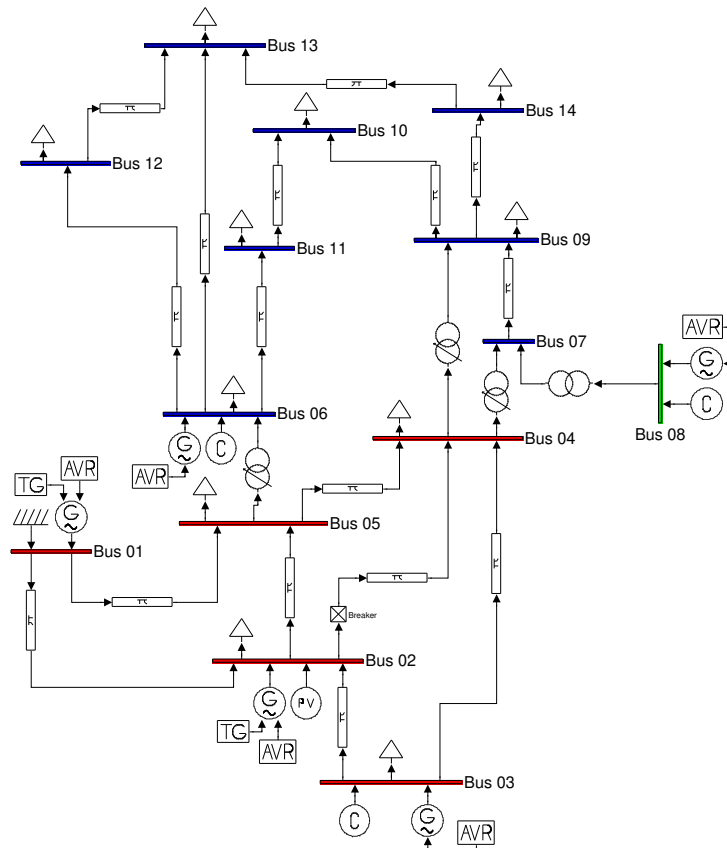 Bus 13
π
Bus 14
Bus 10
Bus 12
π
π
π
Bus 11
Bus 09
π
π
π
π
AVR
Bus 07
G
C
Bus 08
Bus 06
G
C
AVR
Bus 04
AVR
TG
G
π
Bus 05
Bus 01
π
π
π
π
π
Breaker
π
Bus 02
G
PV
TG
AVR
π
Bus 03
C
G
AVR